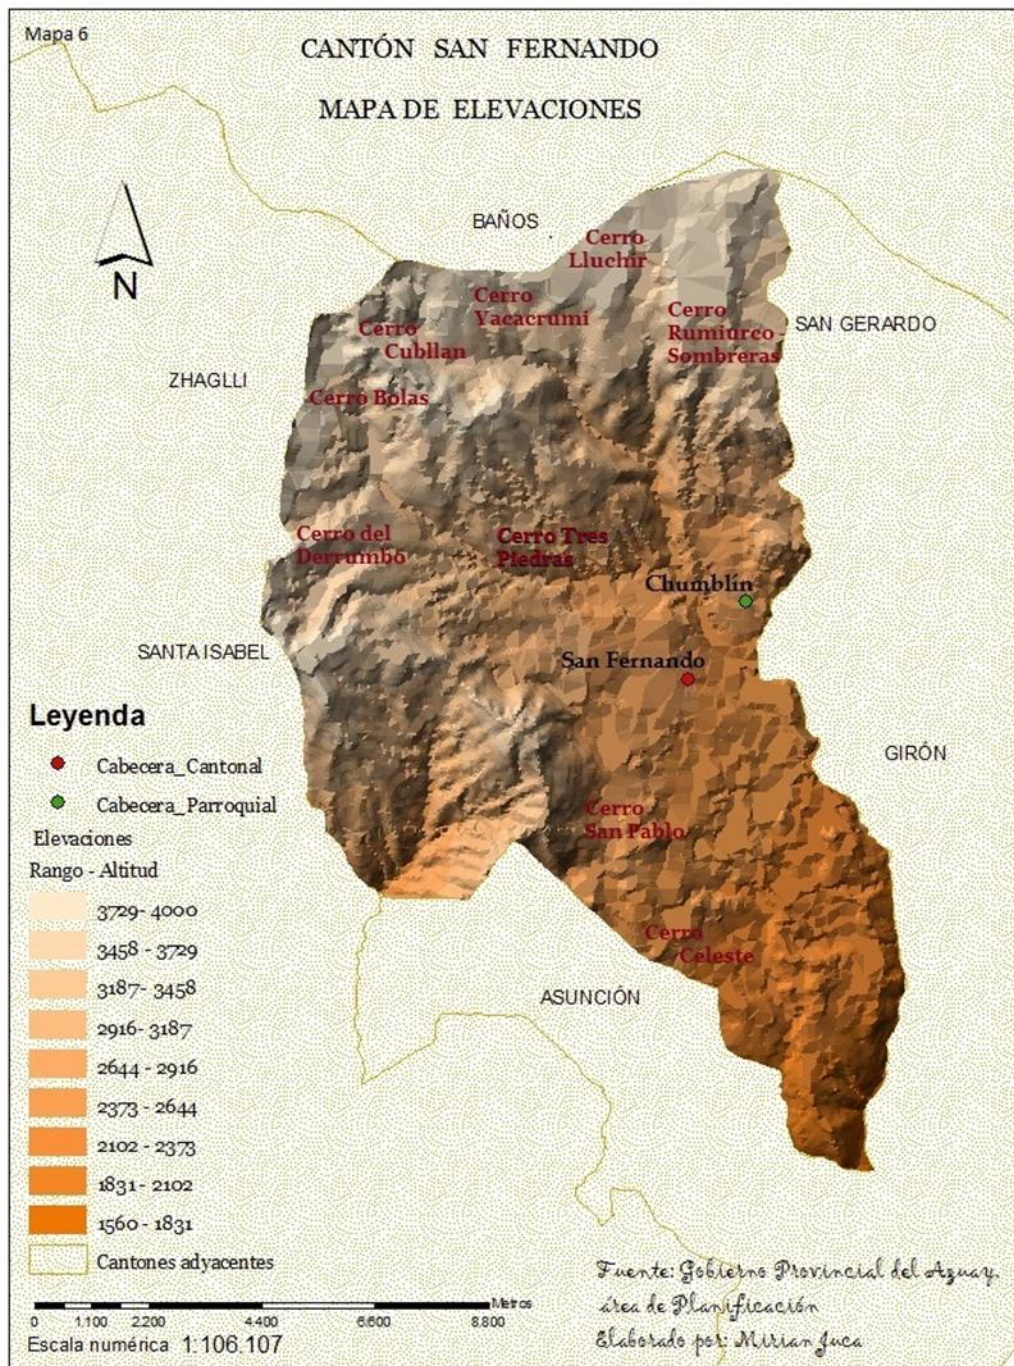 Mapa 6
CANTÓN SAN FERNANDO
MAPA DE ELEVACIONES
BAÑOS
Cerro
Lluchir
Cerro
Yacacrumi
Cerro
Rumiurco -
Sombreras
SAN GERARDO
Cerro
Cubllan
ZHAGLLI
Cerro Bolas
Cerro del
Derrumbo
Cerro Tres
Piedras
Chumblín
SANTA ISABEL
San Fernando
N
GIRÓN
Cerro
San Pablo
Cerro
Celeste
ASUNCIÓN
Leyenda
Cabecera_Cantonal
Cabecera_Parroquial
Elevaciones
Rango - Altitud
3729- 4000
3458 - 3729
3187- 3458
2916- 3187
2644 - 2916
2373 - 2644
2102 - 2373
1831 - 2102
1560 - 1831
Cantones adyacentes
Metros
0 1.100 2.200 4.400 6.600 8.800
Escala numérica 1:106.107
Fuente: Gobierno Provincial del Azuay.
área de Planificación
Elaborado por: Mirian Juca